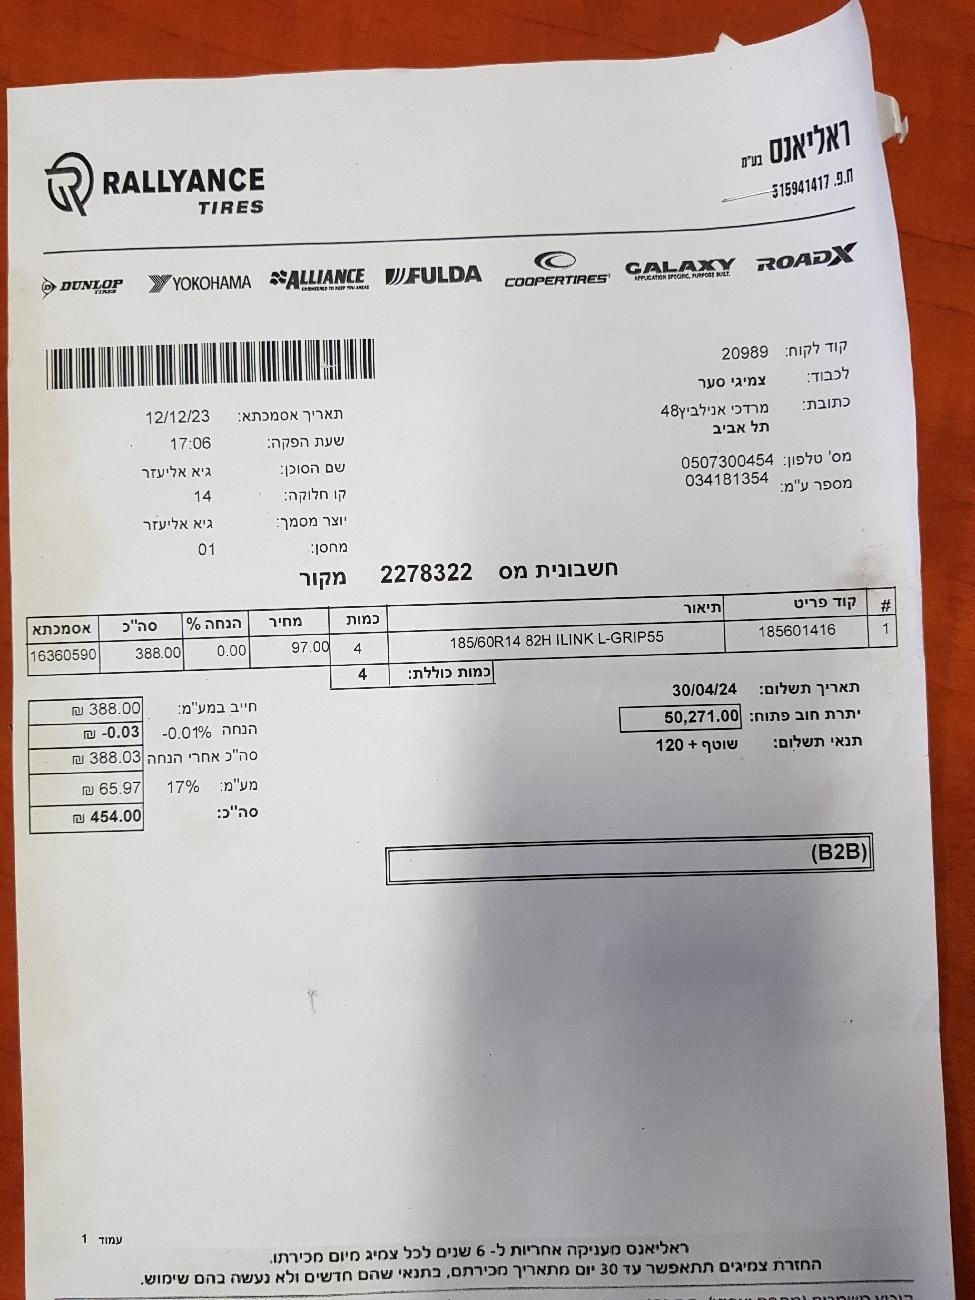 RALLYANCE
TIRES
ראליאנס בע"מ
ח.פ. 515941417
DUNLOP TIRES YOKOHAMA ALLIANCE FULDA COOPERTIRES GALAXY ROADX
APPLICATION SPECIFIC, PURPOSE BUILT.
קוד לקוח: 20989
לכבוד: צמיגי סער
כתובת: מרדכי אנילביץ48
תל אביב
מס' טלפון: 0507300454
מספר ע"מ: 034181354
תאריך אסמכתא: 12/12/23
שעת הפקה: 17:06
שם הסוכן: גיא אליעזר
קו חלוקה: 14
יוצר מסמך: גיא אליעזר
מחסן: 01
חשבונית מס 2278322 מקור
# קוד פריט תיאור כמות מחיר הנחה % סה"כ אסמכתא
1 185601416 185/60R14 82H ILINK L-GRIP55 4 97.00 0.00 388.00 16360590
כמות כוללת: 4
תאריך תשלום: 30/04/24
יתרת חוב פתוח: 50,271.00
תנאי תשלום: שוטף + 120
חייב במע"מ: 388.00 ₪
הנחה -0.01% -0.03 ₪
סה"כ אחרי הנחה 388.03 ₪
מע"מ: 17% 65.97 ₪
סה"כ: 454.00 ₪
(B2B)
עמוד 1
ראליאנס מעניקה אחריות ל- 6 שנים לכל צמיג מיום מכירתו.
החזרת צמיגים תתאפשר עד 30 יום מתאריך מכירתם, בתנאי שהם חדשים ולא נעשה בהם שימוש.